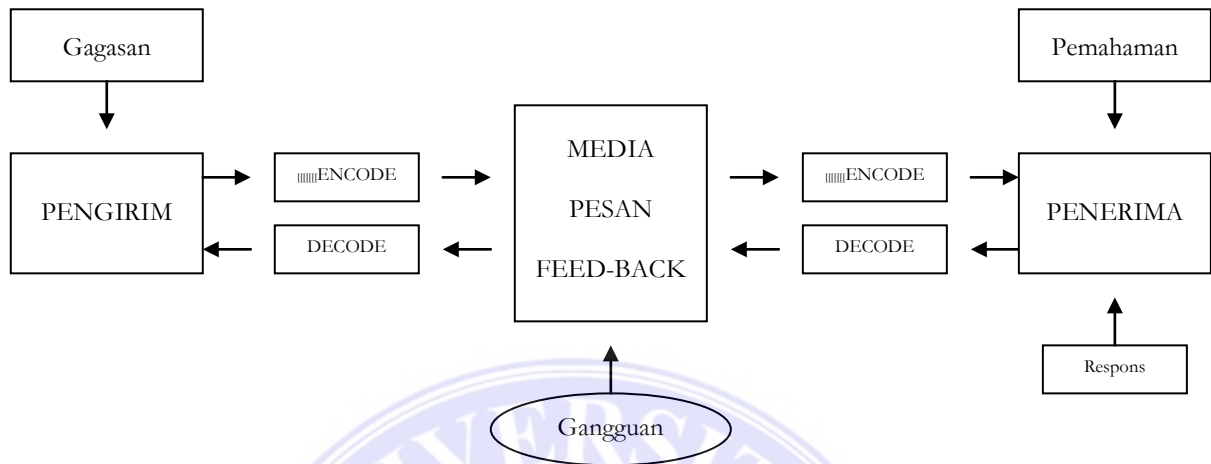 Gagasan
Pemahaman
PENGIRIM
ENCODE
DECODE
MEDIA
PESAN
FEED-BACK
ENCODE
DECODE
PENERIMA
Respons
Gangguan